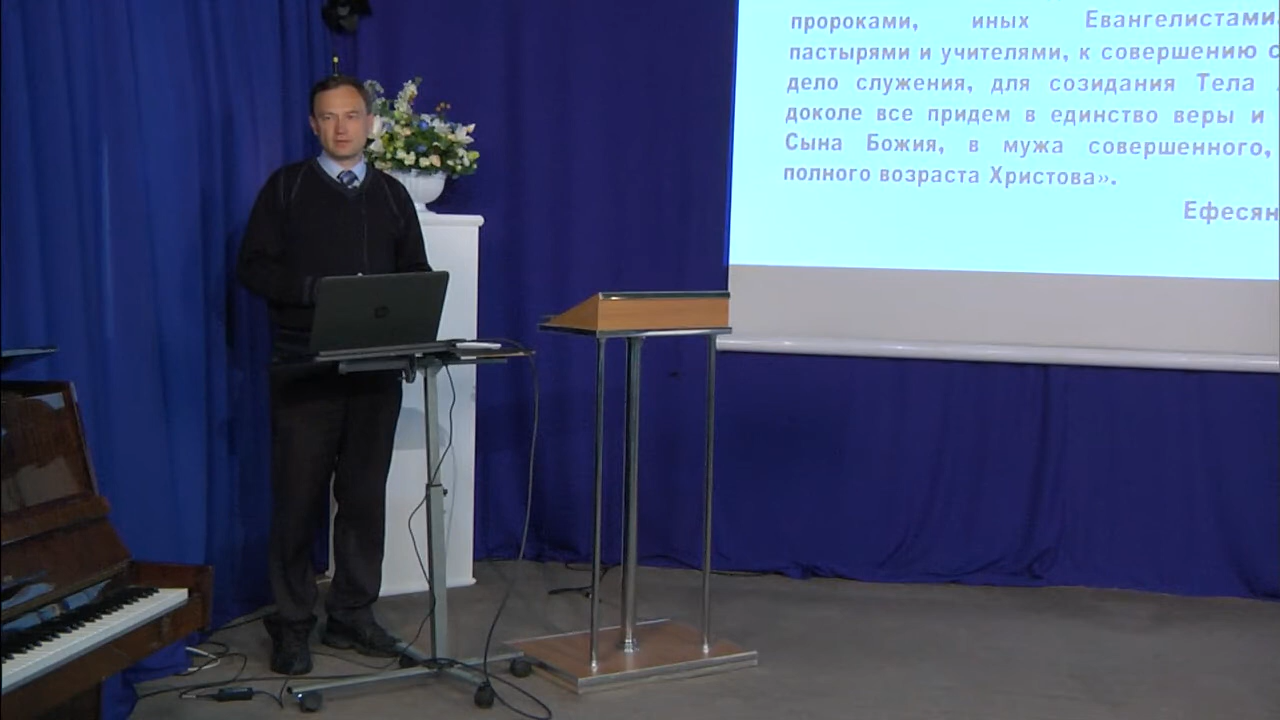 пророками, иных Евангелистами,
пастырями и учителями, к совершению
дело служения, для созидания Тела
доколе все придем в единство веры и
Сына Божия, в мужа совершенного,
полного возраста Христова».